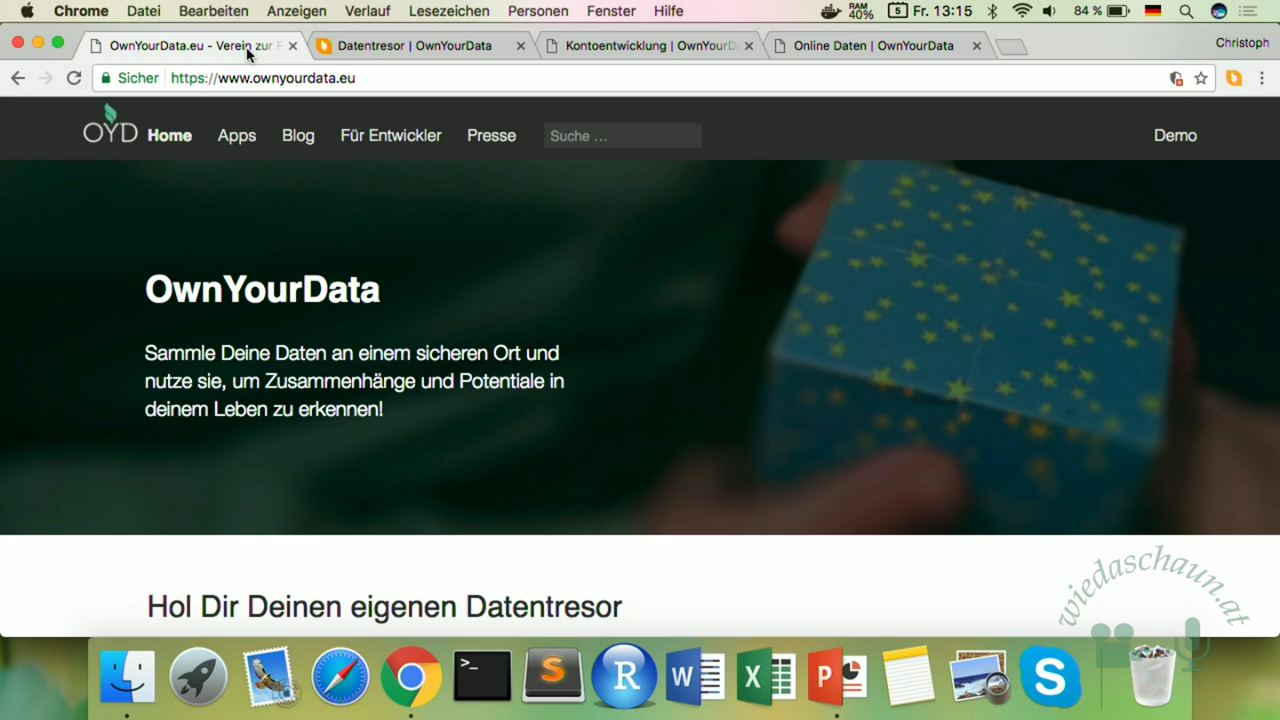 Chrome Datei Bearbeiten Anzeigen Verlauf Lesezeichen Personen Fenster Hilfe RAM 40% Fr. 13:15 84 %
OwnYourData.eu - Verein zur F Datentresor | OwnYourData Kontoentwicklung | OwnYourD Online Daten | OwnYourData Christoph
Sicher https://www.ownyourdata.eu
OYD Home Apps Blog Für Entwickler Presse Suche … Demo
OwnYourData
Sammle Deine Daten an einem sicheren Ort und
nutze sie, um Zusammenhänge und Potentiale in
deinem Leben zu erkennen!
Hol Dir Deinen eigenen Datentresor
wiedaschaun.at
>_ S R W X P S